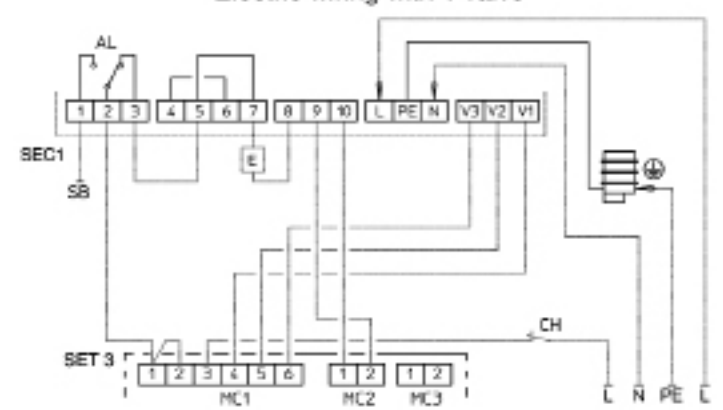 AL
1 2 3 4 5 6 7 8 9 10 L PE N V3 V2 V1
SEC1
E
SB
CH
SET 3
1 2 3 4 5 6 1 2 1 2
MC1 MC2 MC3
L N PE L